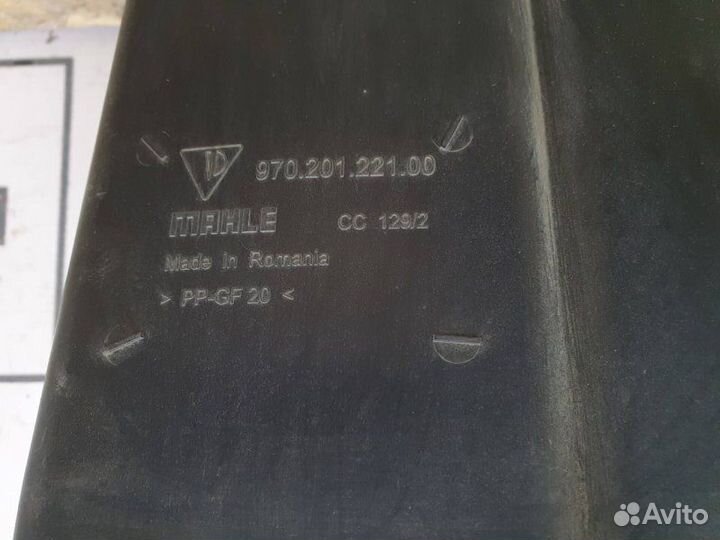 970.201.221.00
MAHLE CC 129/2
Made in Romania
> PP-GF 20 <
Avito